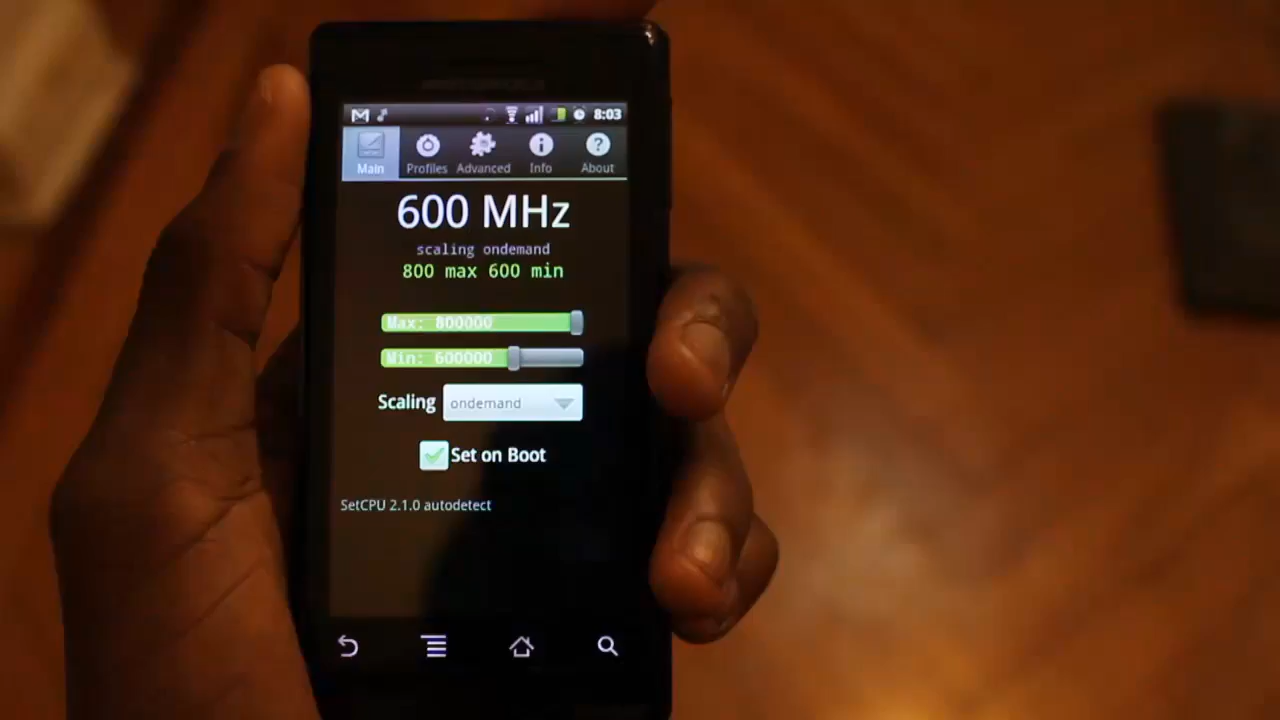 8:03
Main Profiles Advanced Info About
600 MHz
scaling ondemand
800 max 600 min
Max: 800000
Min: 600000
Scaling ondemand
Set on Boot
SetCPU 2.1.0 autodetect